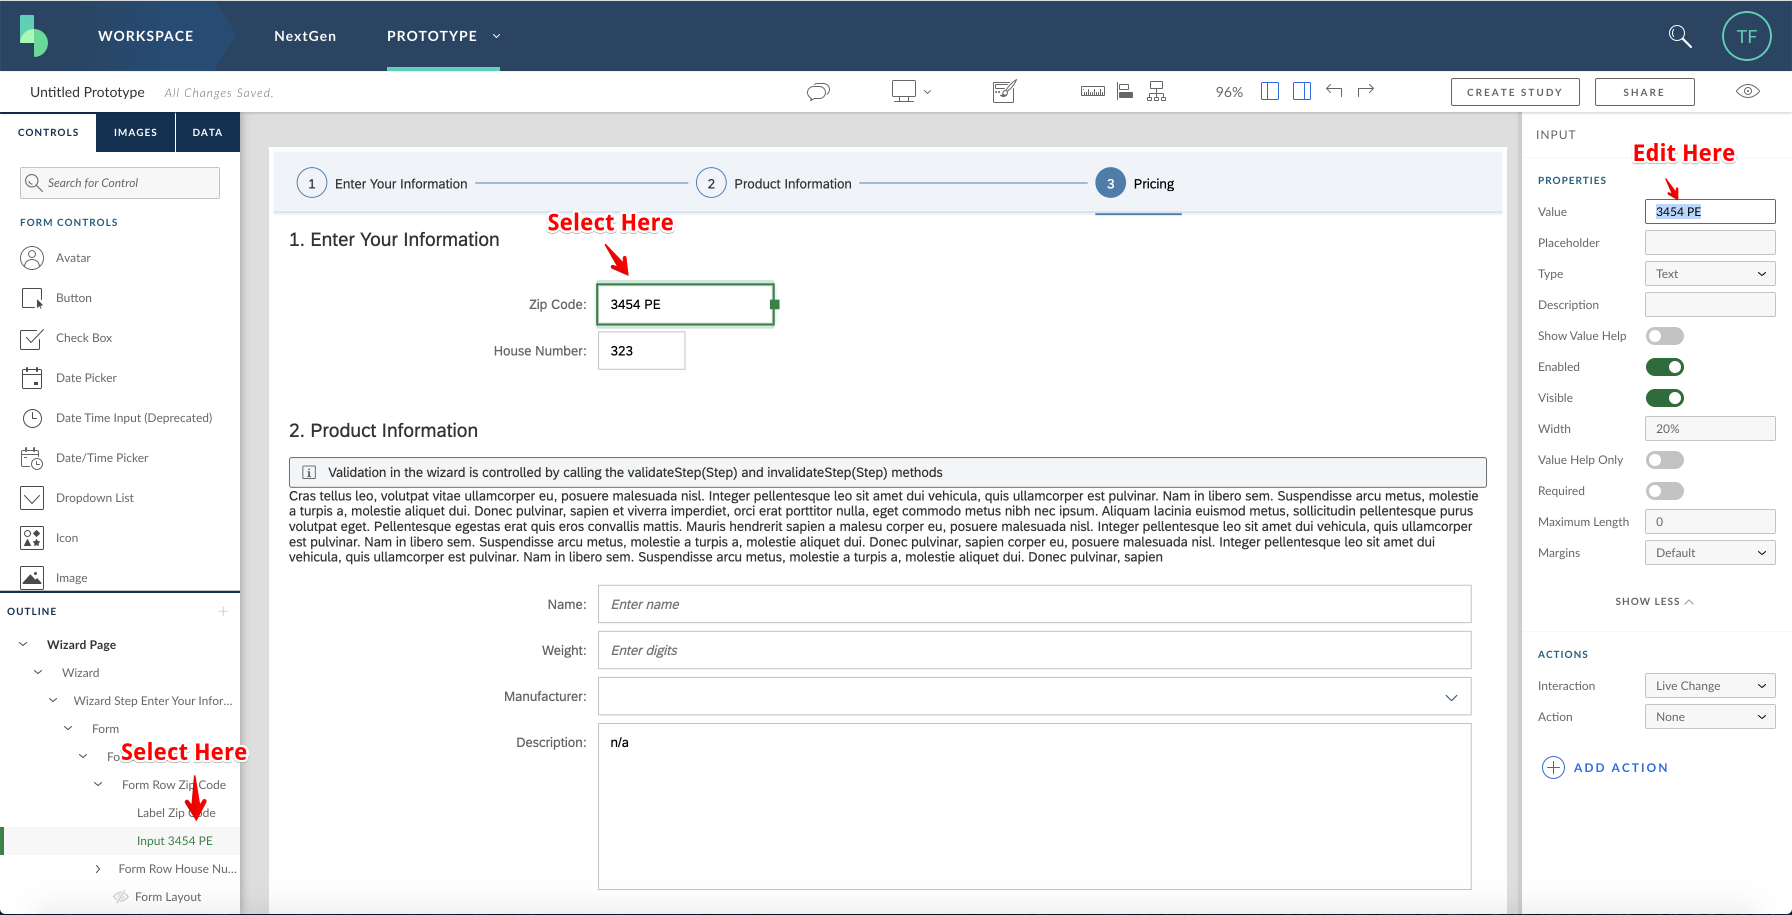 WORKSPACE NextGen PROTOTYPE TF
Untitled Prototype All Changes Saved. 96% CREATE STUDY SHARE
CONTROLS IMAGES DATA
Search for Control
FORM CONTROLS
Avatar
Button
Check Box
Date Picker
Date Time Input (Deprecated)
Date/Time Picker
Dropdown List
Icon
Image
OUTLINE
Wizard Page
Wizard
Wizard Step Enter Your Infor...
Form
Fo
Select Here
Form Row Zip Code
Label Zip Code
Input 3454 PE
Form Row House Nu...
Form Layout
1 Enter Your Information 2 Product Information 3 Pricing
Select Here
1. Enter Your Information
Zip Code: 3454 PE
House Number: 323
2. Product Information
i Validation in the wizard is controlled by calling the validateStep(Step) and invalidateStep(Step) methods
Cras tellus leo, volutpat vitae ullamcorper eu, posuere malesuada nisl. Integer pellentesque leo sit amet dui vehicula, quis ullamcorper est pulvinar. Nam in libero sem. Suspendisse arcu metus, molestie
a turpis a, molestie aliquet dui. Donec pulvinar, sapien et viverra imperdiet, orci erat porttitor nulla, eget commodo metus nibh nec ipsum. Aliquam lacinia euismod metus, sollicitudin pellentesque purus
volutpat eget. Pellentesque egestas erat quis eros convallis mattis. Mauris hendrerit sapien a malesu corper eu, posuere malesuada nisl. Integer pellentesque leo sit amet dui vehicula, quis ullamcorper
est pulvinar. Nam in libero sem. Suspendisse arcu metus, molestie a turpis a, molestie aliquet dui. Donec pulvinar, sapien corper eu, posuere malesuada nisl. Integer pellentesque leo sit amet dui
vehicula, quis ullamcorper est pulvinar. Nam in libero sem. Suspendisse arcu metus, molestie a turpis a, molestie aliquet dui. Donec pulvinar, sapien
Name: Enter name
Weight: Enter digits
Manufacturer:
Description: n/a
INPUT
Edit Here
PROPERTIES
Value 3454 PE
Placeholder
Type Text
Description
Show Value Help
Enabled
Visible
Width 20%
Value Help Only
Required
Maximum Length 0
Margins Default
SHOW LESS
ACTIONS
Interaction Live Change
Action None
ADD ACTION